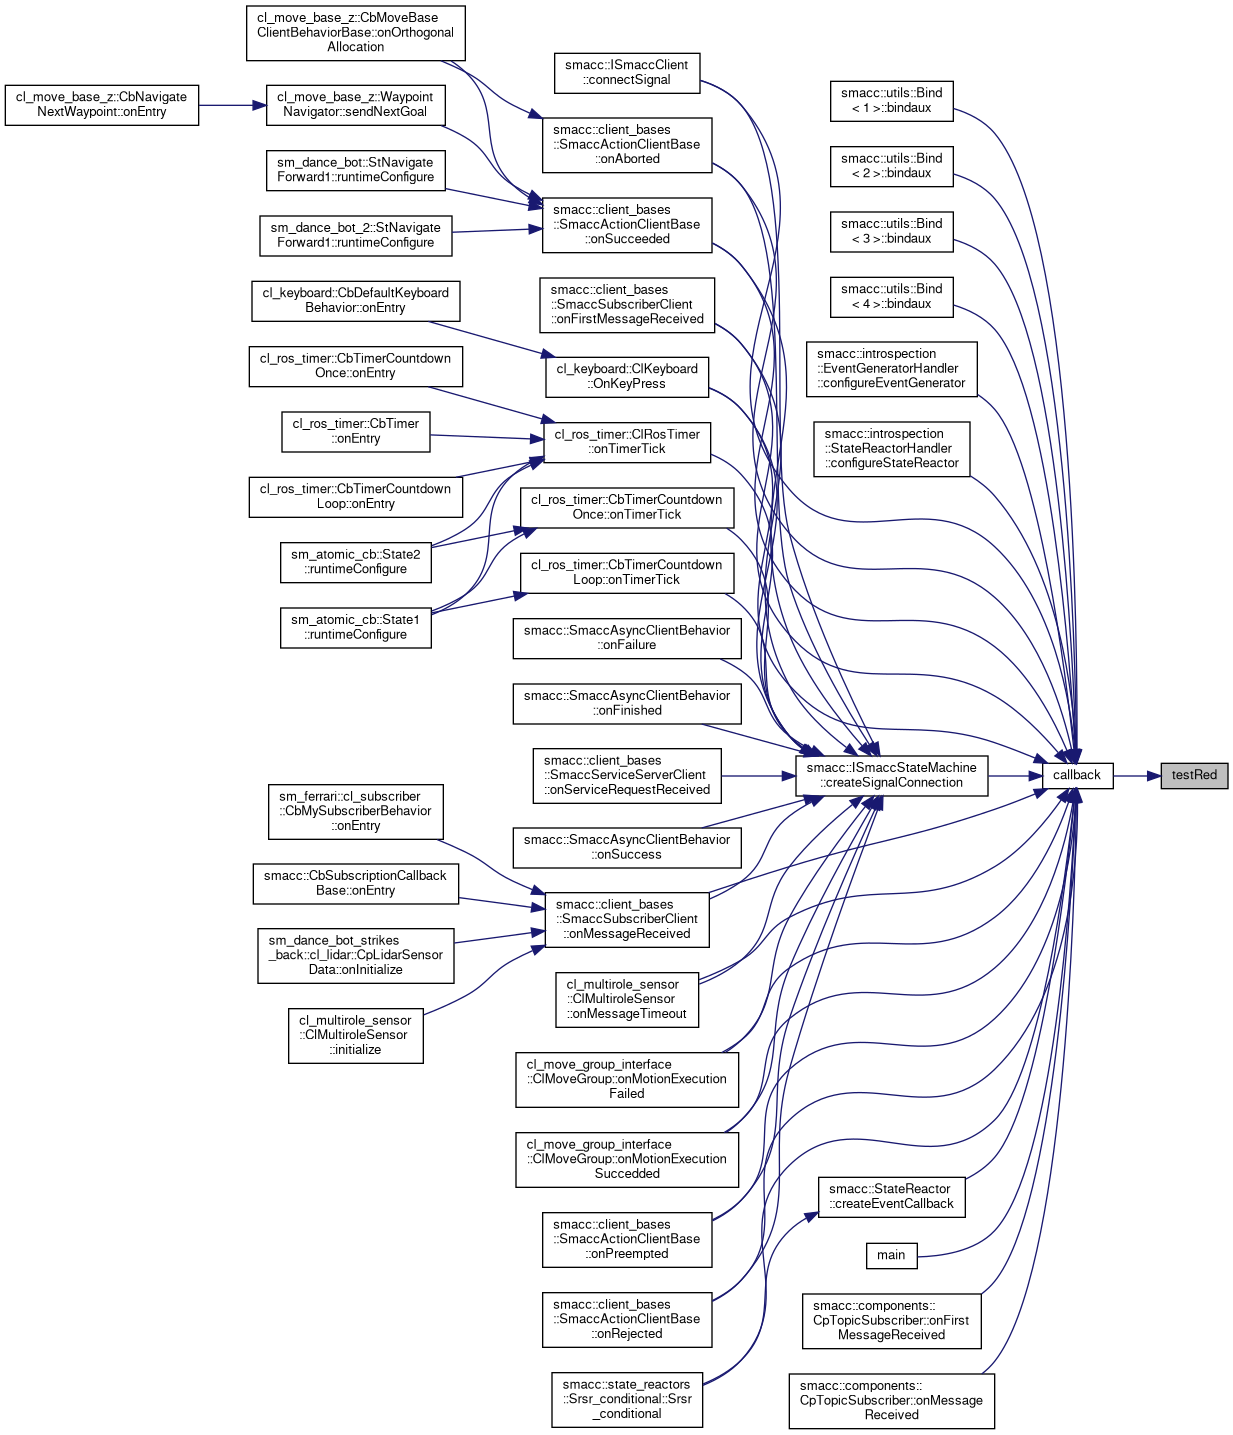 cl_move_base_z::CbMoveBase
ClientBehaviorBase::onOrthogonal
Allocation
cl_move_base_z::CbNavigate
NextWaypoint::onEntry
cl_move_base_z::Waypoint
Navigator::sendNextGoal
sm_dance_bot::StNavigate
Forward1::runtimeConfigure
sm_dance_bot_2::StNavigate
Forward1::runtimeConfigure
cl_keyboard::CbDefaultKeyboard
Behavior::onEntry
cl_ros_timer::CbTimerCountdown
Once::onEntry
cl_ros_timer::CbTimer
::onEntry
cl_ros_timer::CbTimerCountdown
Loop::onEntry
sm_atomic_cb::State2
::runtimeConfigure
sm_atomic_cb::State1
::runtimeConfigure
sm_ferrari::cl_subscriber
::CbMySubscriberBehavior
::onEntry
smacc::CbSubscriptionCallback
Base::onEntry
sm_dance_bot_strikes
_back::cl_lidar::CpLidarSensor
Data::onInitialize
cl_multirole_sensor
::ClMultiroleSensor
::initialize
smacc::ISmaccClient
::connectSignal
smacc::client_bases
::SmaccActionClientBase
::onAborted
smacc::client_bases
::SmaccActionClientBase
::onSucceeded
smacc::client_bases
::SmaccSubscriberClient
::onFirstMessageReceived
cl_keyboard::ClKeyboard
::OnKeyPress
cl_ros_timer::ClRosTimer
::onTimerTick
cl_ros_timer::CbTimerCountdown
Once::onTimerTick
cl_ros_timer::CbTimerCountdown
Loop::onTimerTick
smacc::SmaccAsyncClientBehavior
::onFailure
smacc::SmaccAsyncClientBehavior
::onFinished
smacc::client_bases
::SmaccServiceServerClient
::onServiceRequestReceived
smacc::SmaccAsyncClientBehavior
::onSuccess
smacc::client_bases
::SmaccSubscriberClient
::onMessageReceived
cl_multirole_sensor
::ClMultiroleSensor
::onMessageTimeout
cl_move_group_interface
::ClMoveGroup::onMotionExecution
Failed
cl_move_group_interface
::ClMoveGroup::onMotionExecution
Succedded
smacc::client_bases
::SmaccActionClientBase
::onPreempted
smacc::client_bases
::SmaccActionClientBase
::onRejected
smacc::state_reactors
::Srsr_conditional::Srsr
_conditional
smacc::utils::Bind
< 1 >::bindaux
smacc::utils::Bind
< 2 >::bindaux
smacc::utils::Bind
< 3 >::bindaux
smacc::utils::Bind
< 4 >::bindaux
smacc::introspection
::EventGeneratorHandler
::configureEventGenerator
smacc::introspection
::StateReactorHandler
::configureStateReactor
smacc::ISmaccStateMachine
::createSignalConnection
smacc::StateReactor
::createEventCallback
main
smacc::components::
CpTopicSubscriber::onFirst
MessageReceived
smacc::components::
CpTopicSubscriber::onMessage
Received
callback
testRed